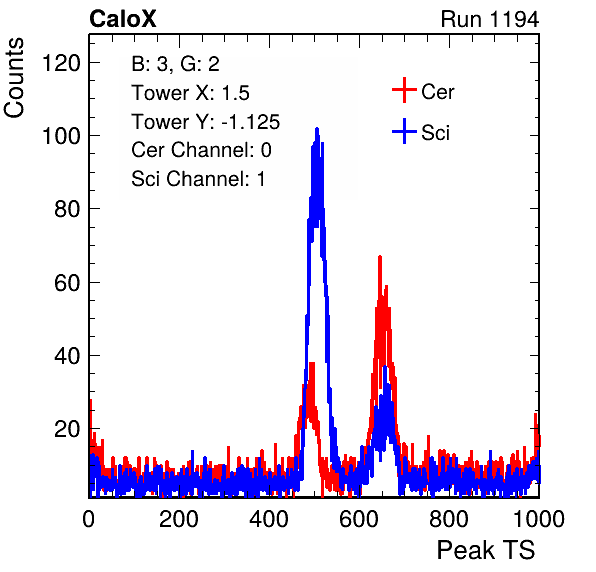 CaloX Run 1194
Counts
B: 3, G: 2
Tower X: 1.5
Tower Y: -1.125
Cer Channel: 0
Sci Channel: 1
Cer
Sci
120
100
80
60
40
20
0 200 400 600 800 1000
Peak TS